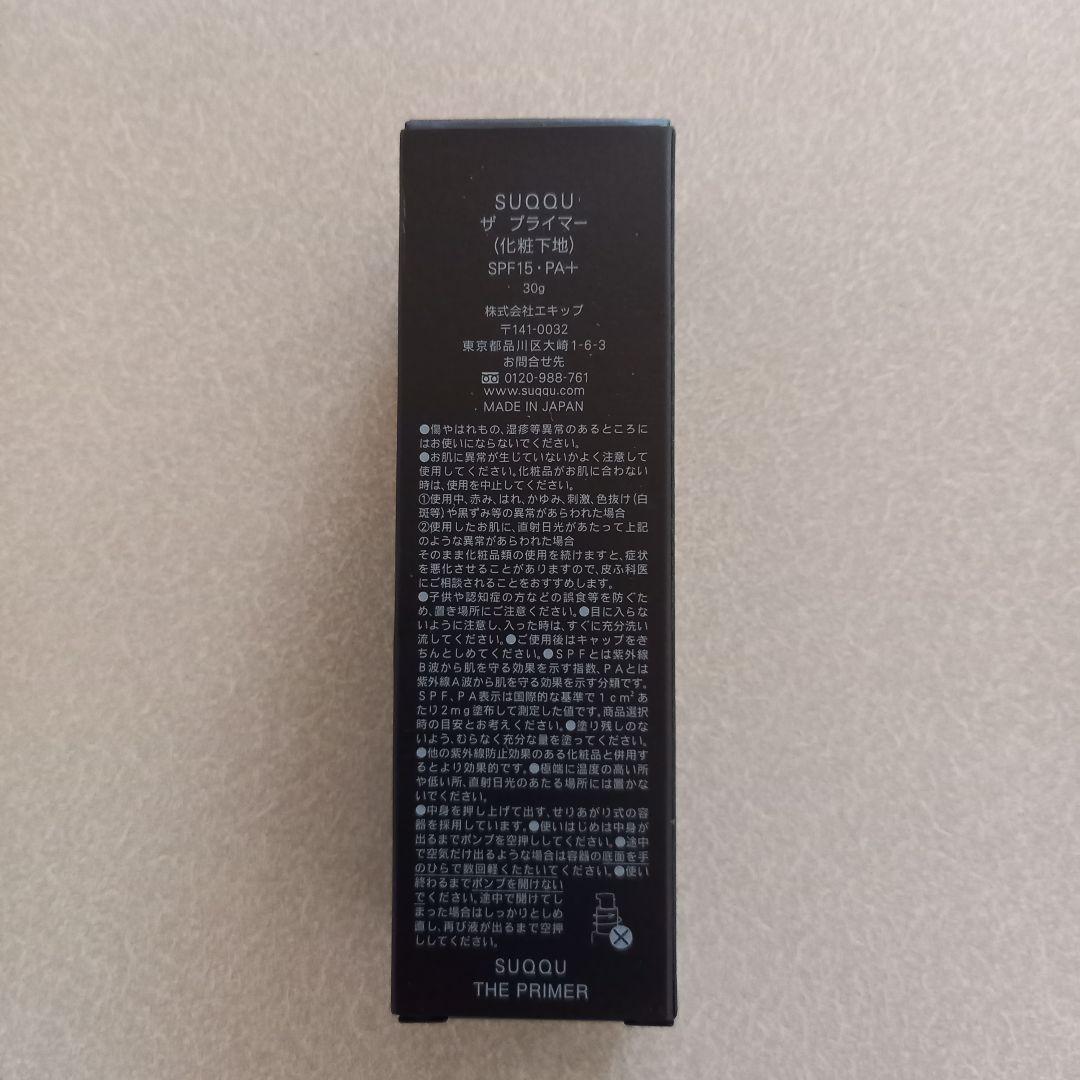 SUQQU
ザ プライマー
(化粧下地)
SPF15・PA＋
30g
株式会社エキップ
〒141-0032
東京都品川区大崎1-6-3
お問合せ先
0120-988-761
www.suqqu.com
MADE IN JAPAN
●傷やはれもの、湿疹等異常のあるところに
はお使いにならないでください。
●お肌に異常が生じていないかよく注意して
使用してください。化粧品がお肌に合わない
時は、使用を中止してください。
①使用中、赤み、はれ、かゆみ、刺激、色抜け(白
斑等)や黒ずみ等の異常があらわれた場合
②使用したお肌に、直射日光があたって上記
のような異常があらわれた場合
そのまま化粧品類の使用を続けますと、症状
を悪化させることがありますので、皮ふ科医
にご相談されることをおすすめします。
●子供や認知症の方などの誤食等を防ぐた
め、置き場所にご注意ください。●目に入らな
いように注意し、入った時は、すぐに充分洗い
流してください。●ご使用後はキャップをき
ちんとしめてください。●SPFとは紫外線
B波から肌を守る効果を示す指数、PAとは
紫外線A波から肌を守る効果を示す分類です。
SPF、PA表示は国際的な基準で1cm²あ
たり2mg塗布して測定した値です。商品選択
時の目安とお考えください。●塗り残しのな
いよう、むらなく充分な量を塗ってください。
●他の紫外線防止効果のある化粧品と併用す
るとより効果的です。●極端に温度の高い所
や低い所、直射日光のあたる場所には置かな
いでください。
●中身を押し上げて出す、せりあがり式の容
器を採用しています。●使いはじめは中身が
出るまでポンプを空押ししてください。●途中
で空気だけ出るような場合は容器の底面を手
のひらで数回軽くたたいてください。●使い
終わるまでポンプを開けない
でください。途中で開けてし
まった場合はしっかりとしめ
直し、再び液が出るまで空押
ししてください。
SUQQU
THE PRIMER